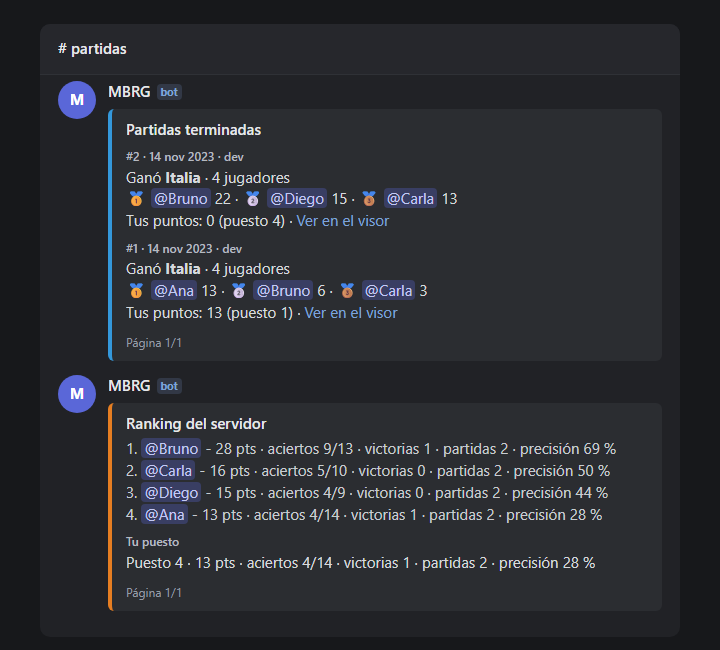 # partidas
M
MBRG bot
Partidas terminadas
#2 · 14 nov 2023 · dev
Ganó Italia · 4 jugadores
🥇 @Bruno 22 · 🥈 @Diego 15 · 🥉 @Carla 13
Tus puntos: 0 (puesto 4) · Ver en el visor
#1 · 14 nov 2023 · dev
Ganó Italia · 4 jugadores
🥇 @Ana 13 · 🥈 @Bruno 6 · 🥉 @Carla 3
Tus puntos: 13 (puesto 1) · Ver en el visor
Página 1/1
M
MBRG bot
Ranking del servidor
1. @Bruno - 28 pts · aciertos 9/13 · victorias 1 · partidas 2 · precisión 69 %
2. @Carla - 16 pts · aciertos 5/10 · victorias 0 · partidas 2 · precisión 50 %
3. @Diego - 15 pts · aciertos 4/9 · victorias 0 · partidas 2 · precisión 44 %
4. @Ana - 13 pts · aciertos 4/14 · victorias 1 · partidas 2 · precisión 28 %
Tu puesto
Puesto 4 · 13 pts · aciertos 4/14 · victorias 1 · partidas 2 · precisión 28 %
Página 1/1